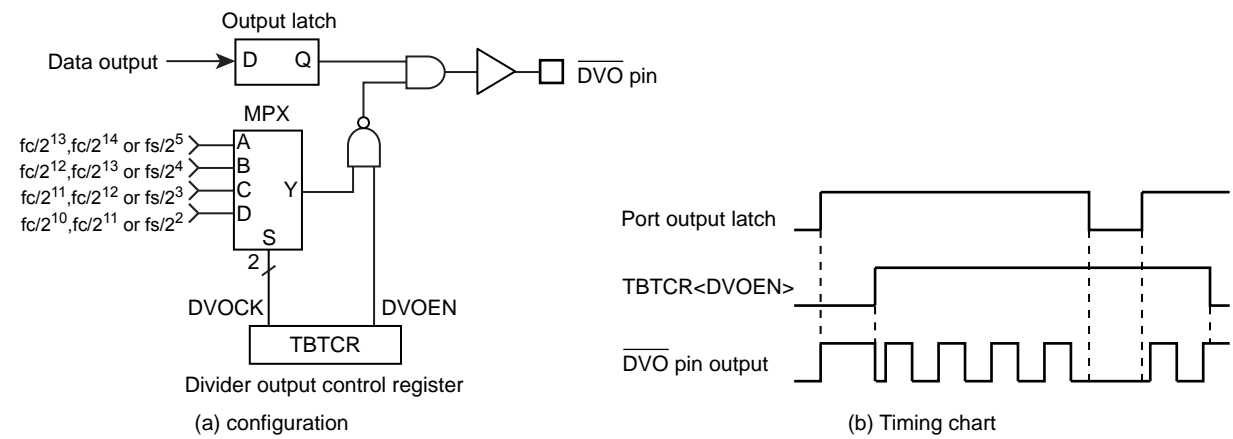 Output latch
Data output
D Q
DVO pin
MPX
fc/2^13,fc/2^14 or fs/2^5
A
fc/2^12,fc/2^13 or fs/2^4
B
fc/2^11,fc/2^12 or fs/2^3
C
Y
fc/2^10,fc/2^11 or fs/2^2
D
S
2
DVOCK
DVOEN
TBTCR
Divider output control register
(a) configuration
Port output latch
TBTCR<DVOEN>
DVO pin output
(b) Timing chart